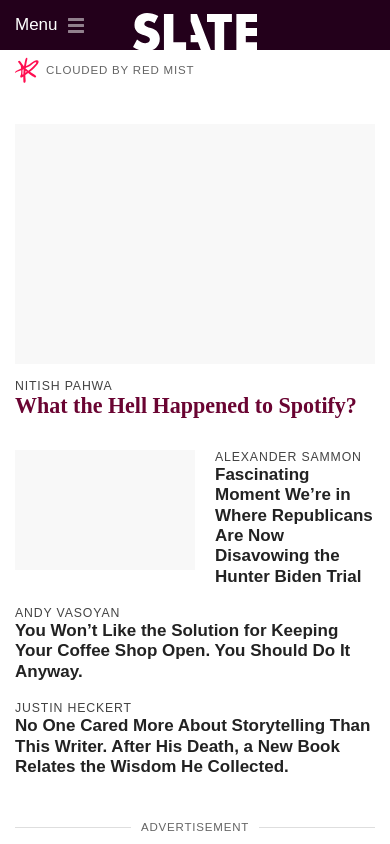 Menu
SLATE
CLOUDED BY RED MIST
NITISH PAHWA
What the Hell Happened to Spotify?
ALEXANDER SAMMON
Fascinating
Moment We’re in
Where Republicans
Are Now
Disavowing the
Hunter Biden Trial
ANDY VASOYAN
You Won’t Like the Solution for Keeping
Your Coffee Shop Open. You Should Do It
Anyway.
JUSTIN HECKERT
No One Cared More About Storytelling Than
This Writer. After His Death, a New Book
Relates the Wisdom He Collected.
ADVERTISEMENT